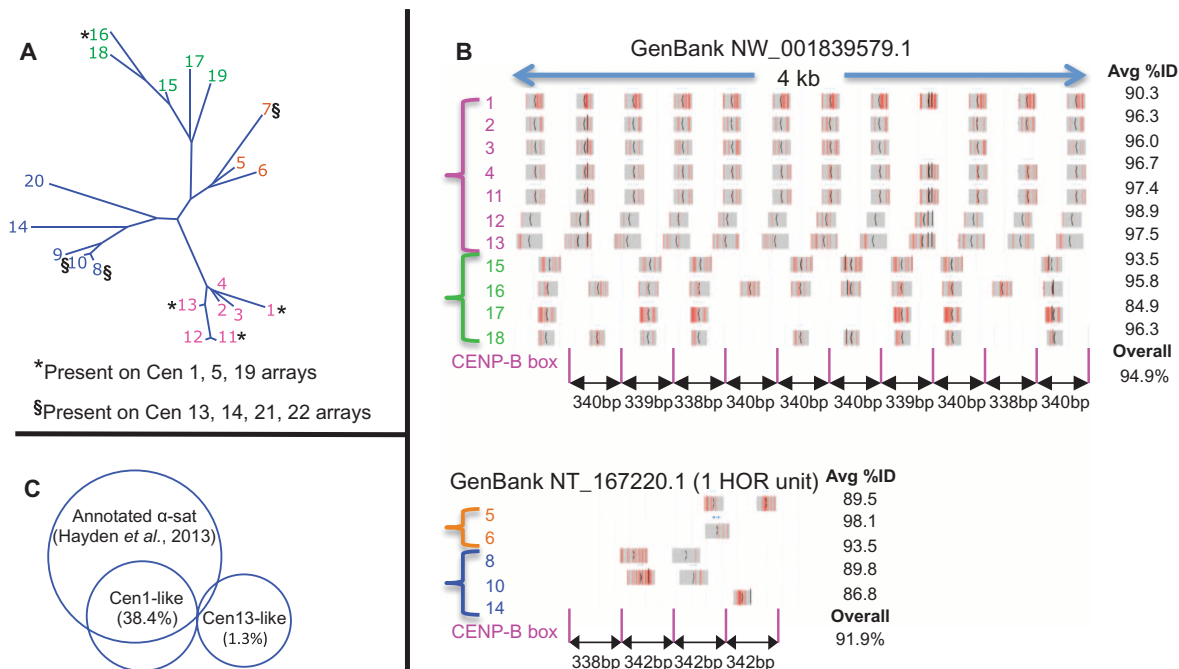 A
*16
18
15
17
19
7§
5
6
20
14
9
§
10
8§
4
*13
2
3
1*
12
11*
*Present on Cen 1, 5, 19 arrays
§Present on Cen 13, 14, 21, 22 arrays
B
GenBank NW_001839579.1
4 kb
Avg %ID
1
90.3
2
96.3
3
96.0
4
96.7
11
97.4
12
98.9
13
97.5
15
93.5
16
95.8
17
84.9
18
96.3
CENP-B box
Overall
94.9%
340bp 339bp 338bp 340bp 340bp 340bp 339bp 340bp 338bp 340bp
GenBank NT_167220.1 (1 HOR unit)
Avg %ID
5
89.5
6
98.1
8
93.5
10
89.8
14
86.8
CENP-B box
Overall
91.9%
338bp 342bp 342bp 342bp
C
Annotated α-sat
(Hayden et al., 2013)
Cen1-like
(38.4%)
Cen13-like
(1.3%)